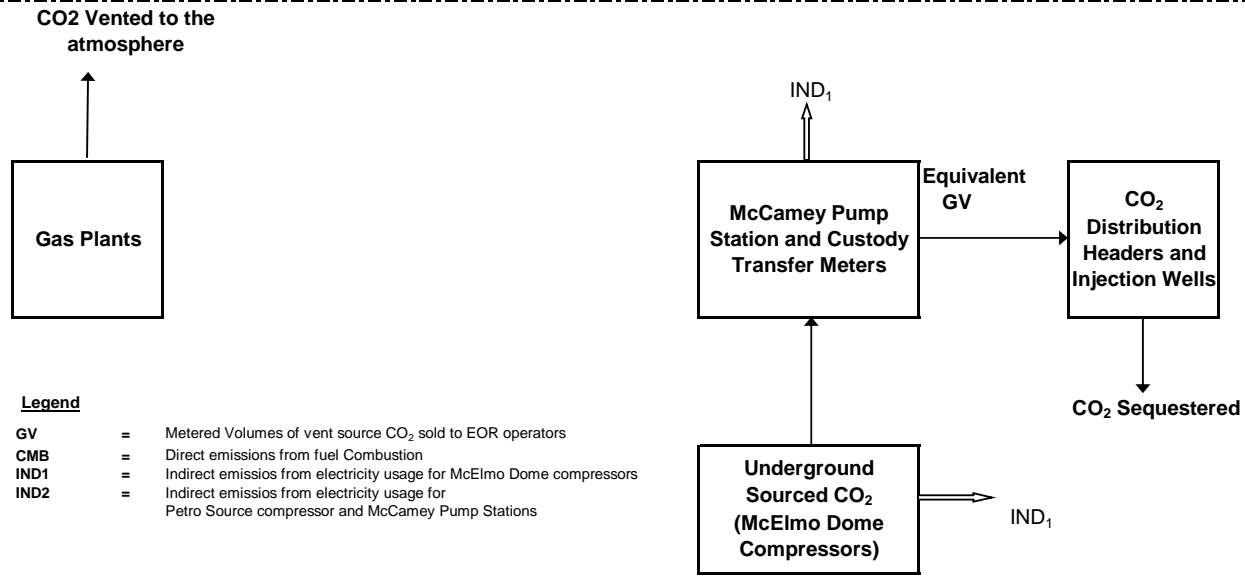 CO2 Vented to the
atmosphere
Gas Plants
IND₁
McCamey Pump
Station and Custody
Transfer Meters
Equivalent
GV
CO₂
Distribution
Headers and
Injection Wells
CO₂ Sequestered
Underground
Sourced CO₂
(McElmo Dome
Compressors)
IND₁
Legend
GV = Metered Volumes of vent source CO₂ sold to EOR operators
CMB = Direct emissions from fuel Combustion
IND1 = Indirect emissions from electricity usage for McElmo Dome compressors
IND2 = Indirect emissios from electricity usage for
Petro Source compressor and McCamey Pump Stations